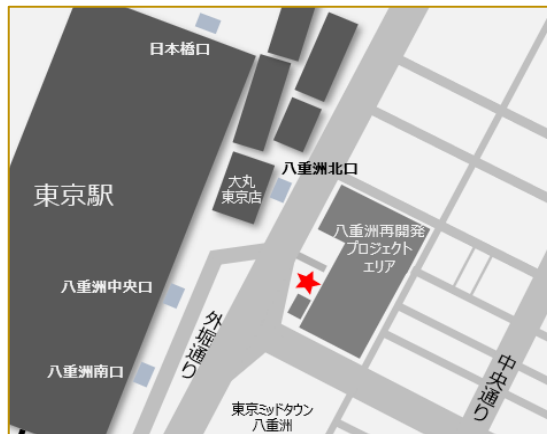 日本橋口
八重洲北口
大丸
東京店
東京駅
八重洲再開発
プロジェクト
エリア
八重洲中央口
外堀通り
八重洲南口
中央通り
東京ミッドタウン
八重洲